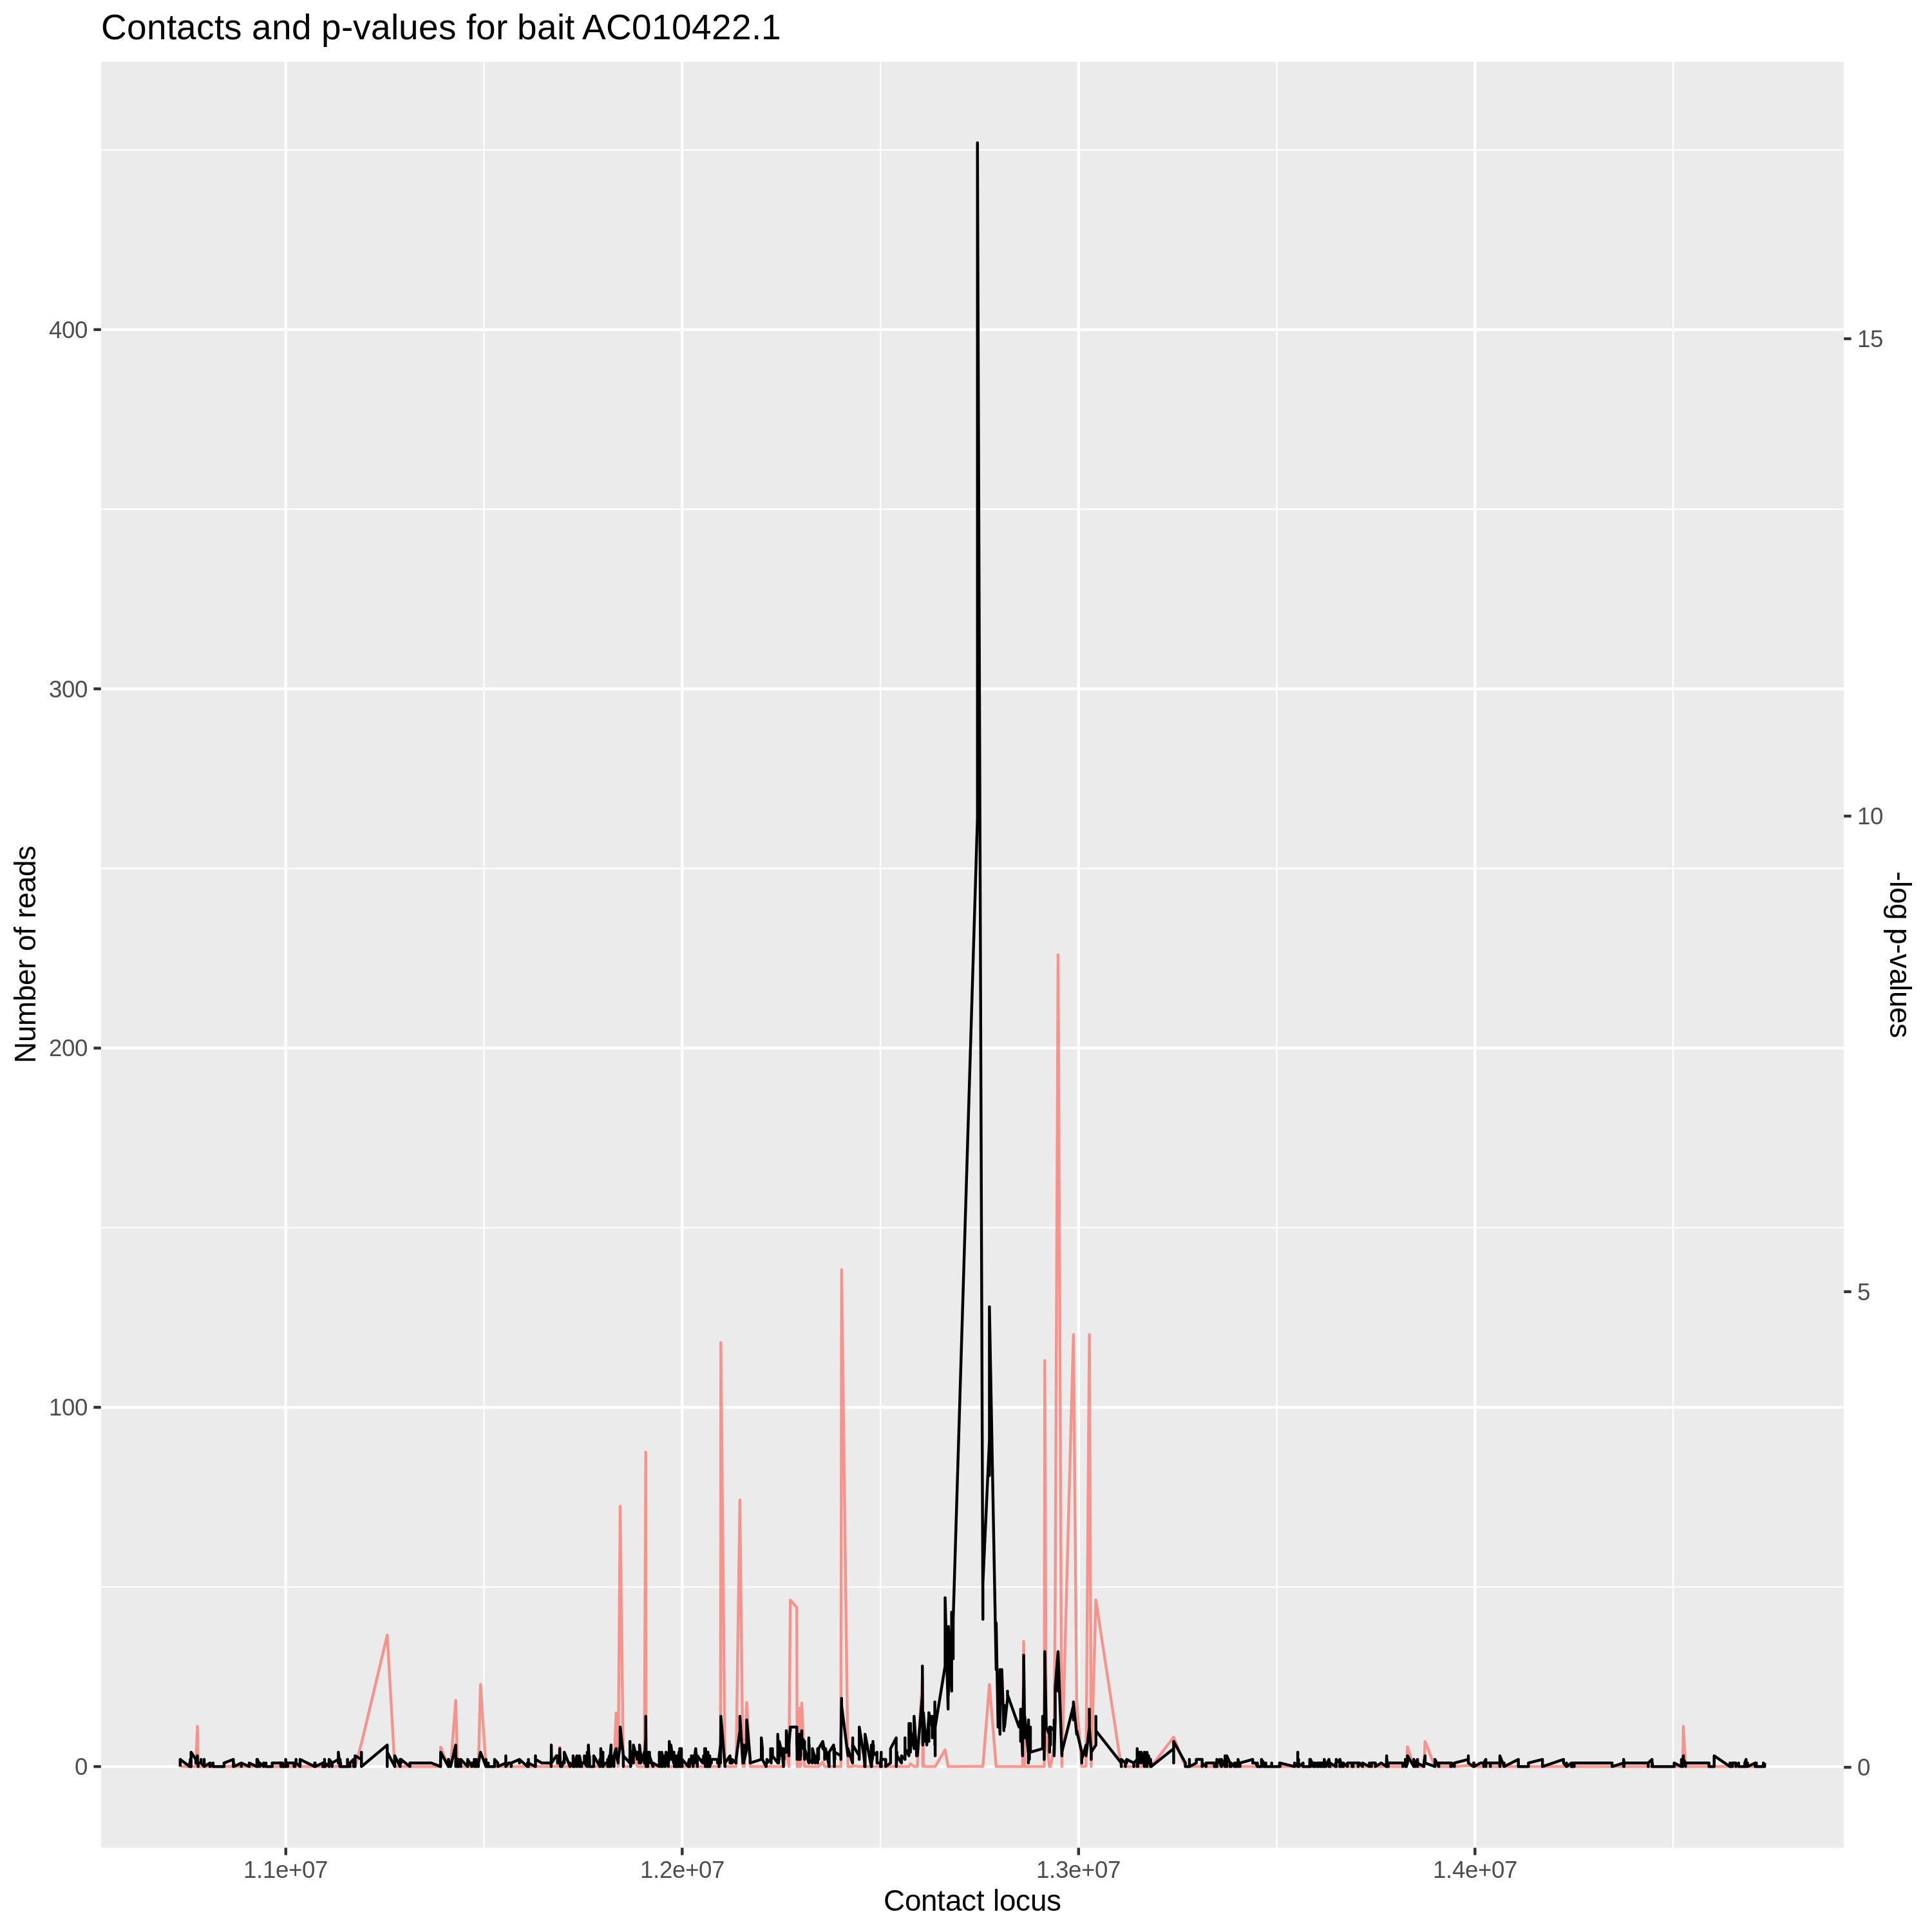 Contacts and p-values for bait AC010422.1
400
300
200
100
0
Number of reads
15
10
5
0
-log p-values
1.1e+07
1.2e+07
1.3e+07
1.4e+07
Contact locus